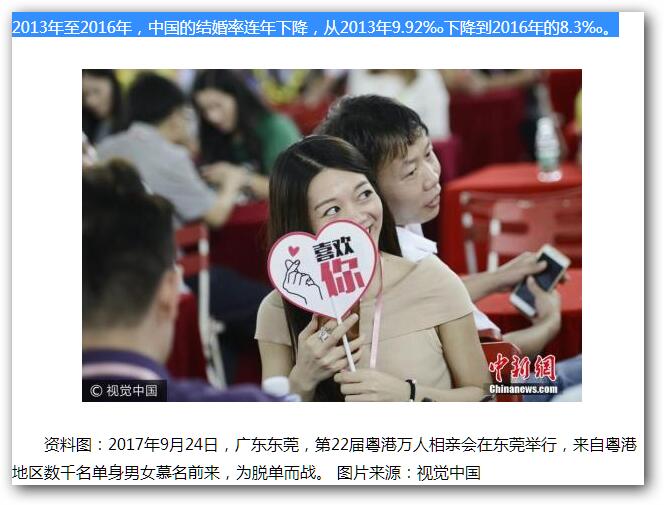 2013年至2016年，中国的结婚率连年下降，从2013年9.92‰下降到2016年的8.3‰。
喜欢
你
中新网
Chinanews.com
© 视觉中国
资料图：2017年9月24日，广东东莞，第22届粤港万人相亲会在东莞举行，来自粤港
地区数千名单身男女慕名前来，为脱单而战。 图片来源：视觉中国